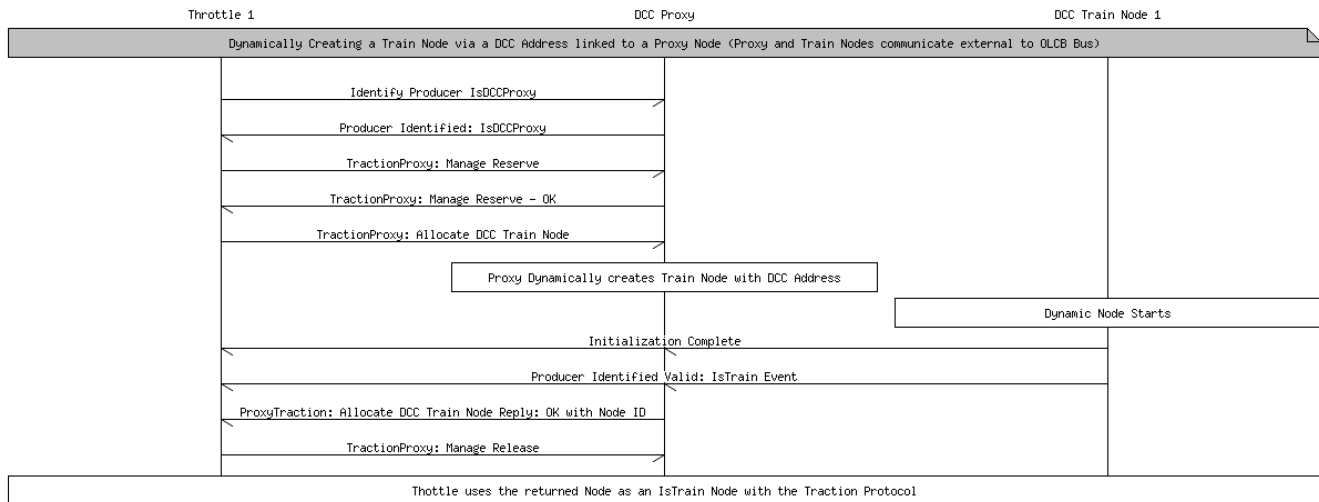 Throttle 1 DCC Proxy DCC Train Node 1
Dynamically Creating a Train Node via a DCC Address linked to a Proxy Node (Proxy and Train Nodes communicate external to OLCB Bus)
Identify Producer IsDCCProxy
Producer Identified: IsDCCProxy
TractionProxy: Manage Reserve
TractionProxy: Manage Reserve - OK
TractionProxy: Allocate DCC Train Node
Proxy Dynamically creates Train Node with DCC Address
Dynamic Node Starts
Initialization Complete
Producer Identified Valid: IsTrain Event
ProxyTraction: Allocate DCC Train Node Reply: OK with Node ID
TractionProxy: Manage Release
Thottle uses the returned Node as an IsTrain Node with the Traction Protocol